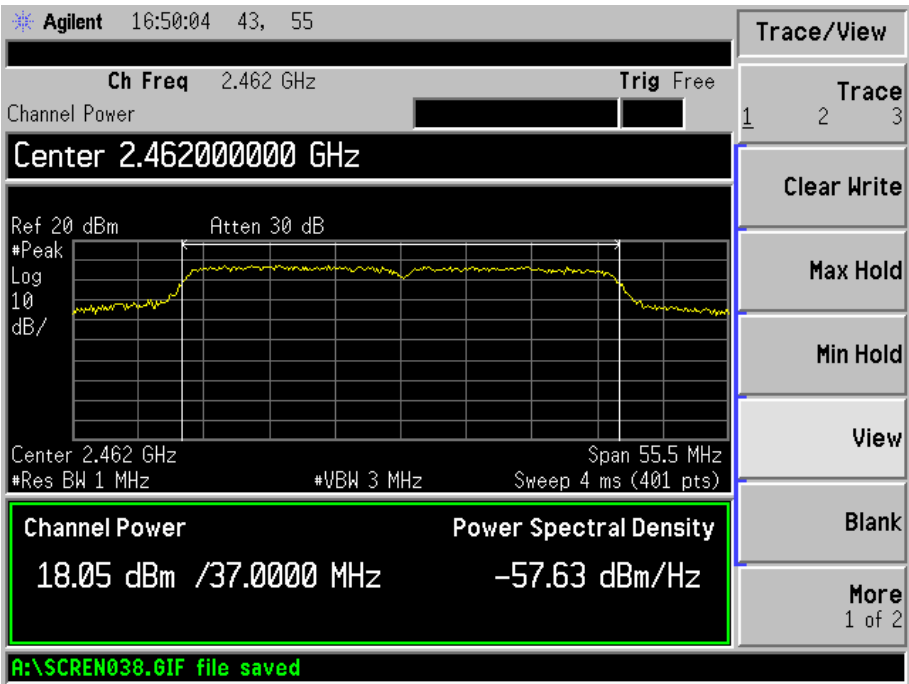 Agilent 16:50:04 43, 55
Trace/View
Ch Freq 2.462 GHz Trig Free
Channel Power
Trace
1 2 3
Center 2.462000000 GHz
Clear Write
Ref 20 dBm Atten 30 dB
#Peak
Log
10
dB/
Max Hold
Min Hold
View
Center 2.462 GHz Span 55.5 MHz
#Res BW 1 MHz #VBW 3 MHz Sweep 4 ms (401 pts)
Channel Power Power Spectral Density
Blank
18.05 dBm /37.0000 MHz -57.63 dBm/Hz
More
1 of 2
A:\SCREN038.GIF file saved